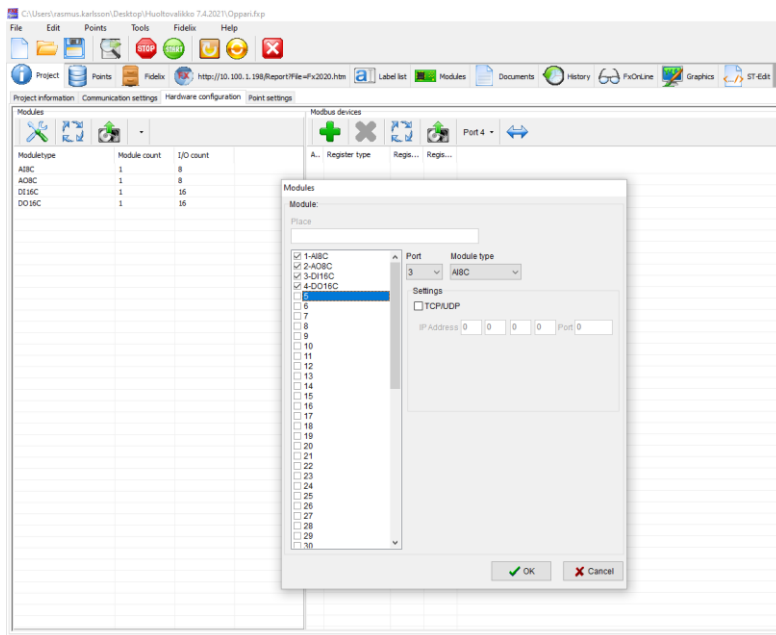 C:\Users\rasmus.karlsson\Desktop\Huoltovalikko 7.4.2021\Oppari.fxp
File Edit Points Tools Fidelix Help
STOP START
Project Points Fidelix http://10.100.1.198/Report?File=Fx2020.htm Label list Modules Documents History FxOnLine Graphics ST-Edit
Project information Communication settings Hardware configuration Point settings
Modules
Moduletype Module count I/O count
AI8C 1 8
AO8C 1 8
DI16C 1 16
DO16C 1 16
Modbus devices
Port 4
A.. Register type Regis... Regis...
Modules
Module:
Place
1-AI8C
2-AO8C
3-DI16C
4-DO16C
5
6
7
8
9
10
11
12
13
14
15
16
17
18
19
20
21
22
23
24
25
26
27
28
29
30
Port Module type
3 AI8C
Settings
TCP/UDP
IP Address 0 0 0 0 Port 0
OK Cancel